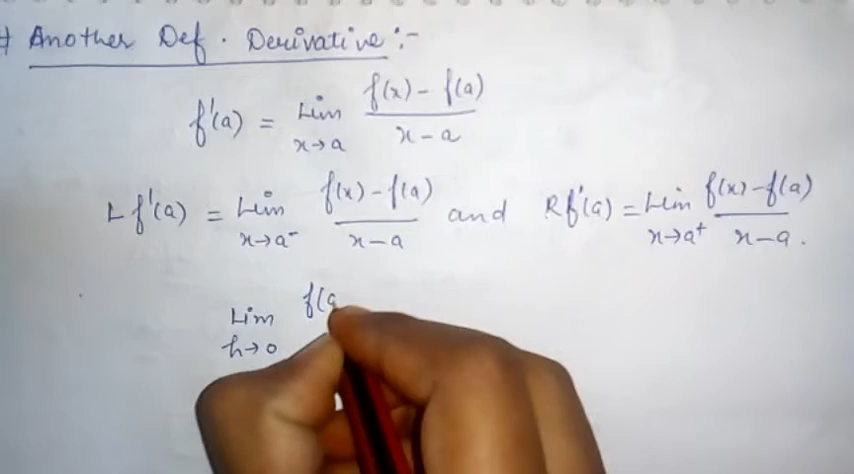 # Another Def. Derivative :-
f'(a) = Lim x→a f(x) - f(a) / x - a
Lf'(a) = Lim x→a⁻ f(x) - f(a) / x - a and Rf'(a) = Lim x→a⁺ f(x) - f(a) / x - a .
Lim h→0 f(a